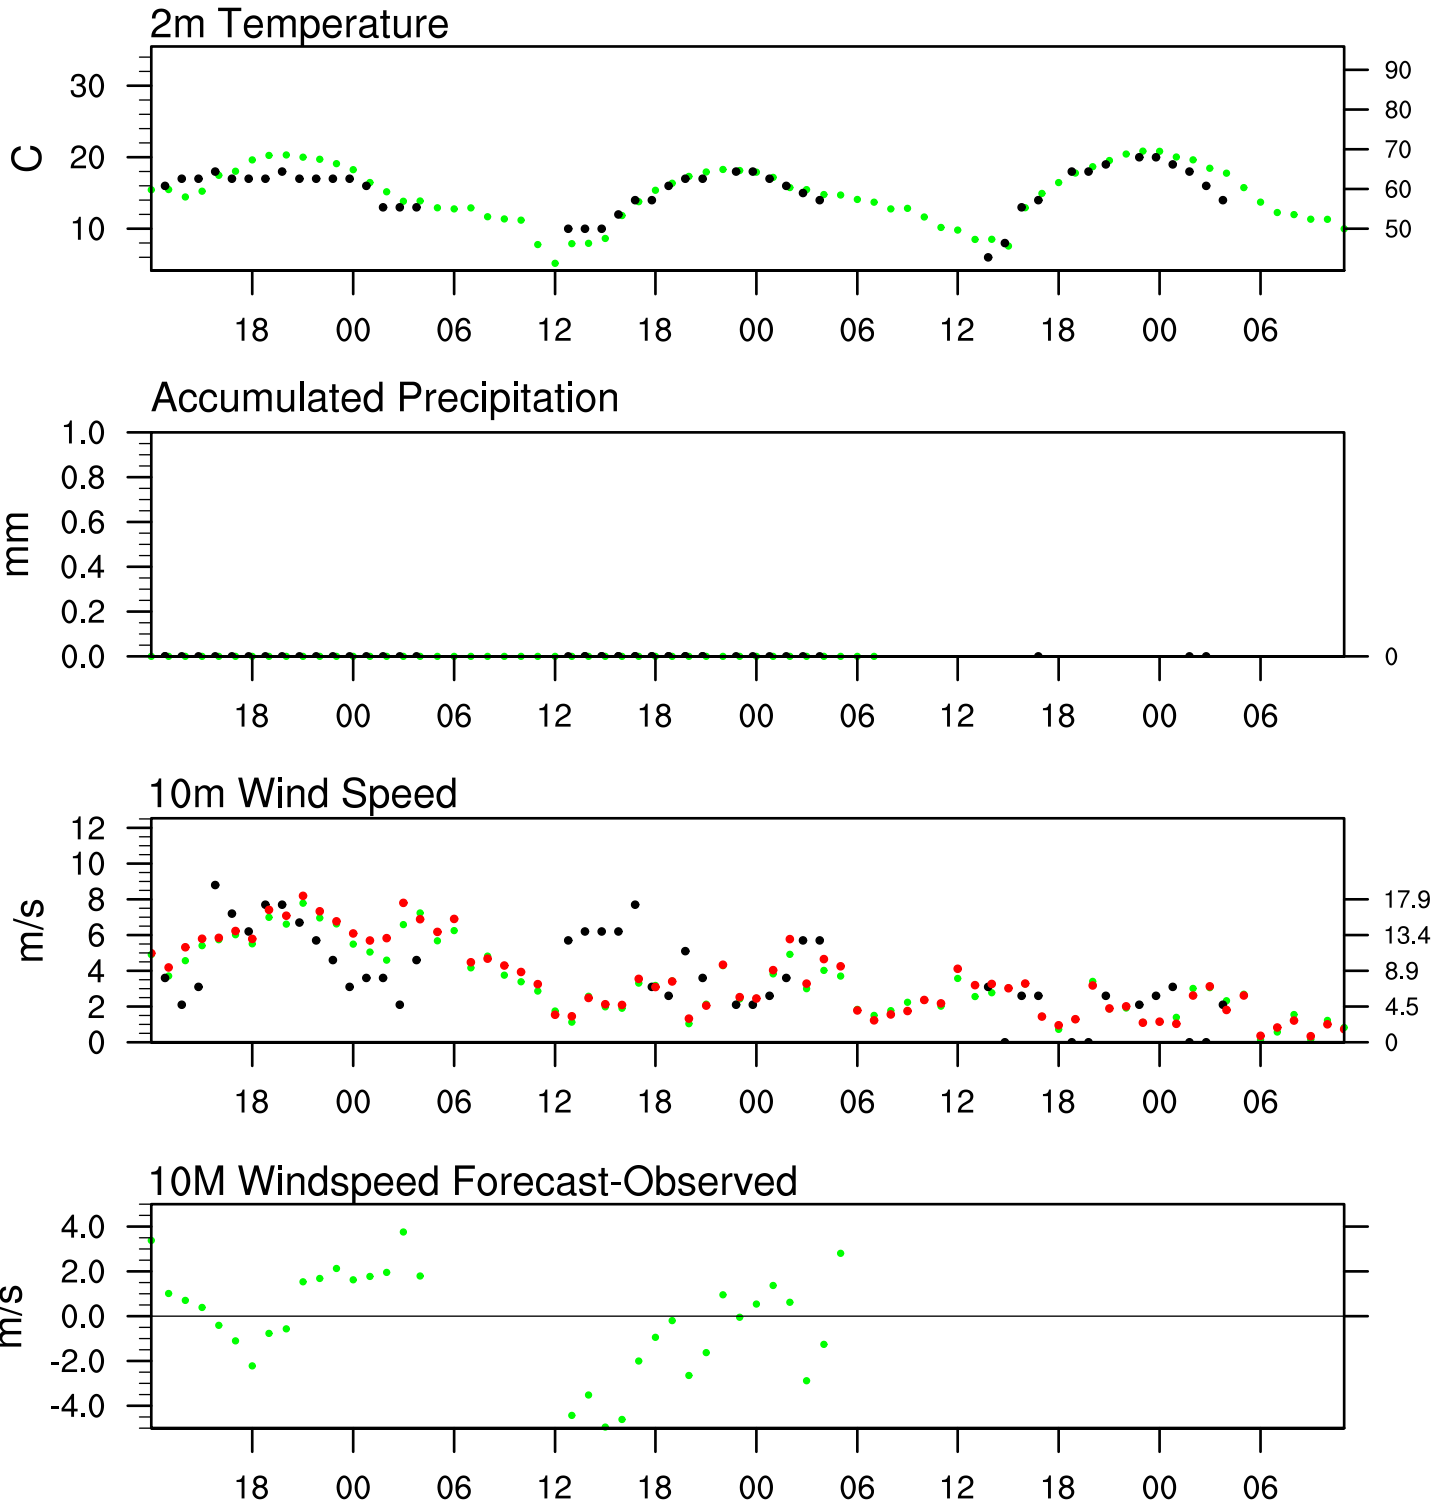 2m Temperature
30
20
10
C
90
80
70
60
50
18 00 06 12 18 00 06 12 18 00 06
Accumulated Precipitation
1.0
0.8
0.6
0.4
0.2
0.0
mm
0
18 00 06 12 18 00 06 12 18 00 06
10m Wind Speed
12
10
8
6
4
2
0
m/s
17.9
13.4
8.9
4.5
0
18 00 06 12 18 00 06 12 18 00 06
10M Windspeed Forecast-Observed
4.0
2.0
0.0
-2.0
-4.0
m/s
18 00 06 12 18 00 06 12 18 00 06